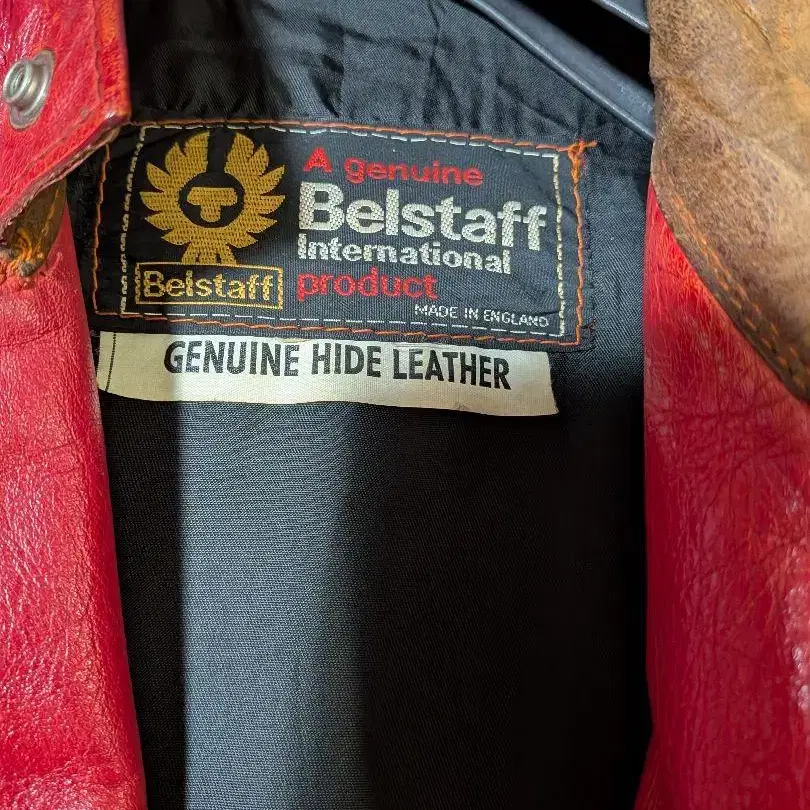 A genuine
Belstaff
International
Belstaff product
MADE IN ENGLAND
GENUINE HIDE LEATHER